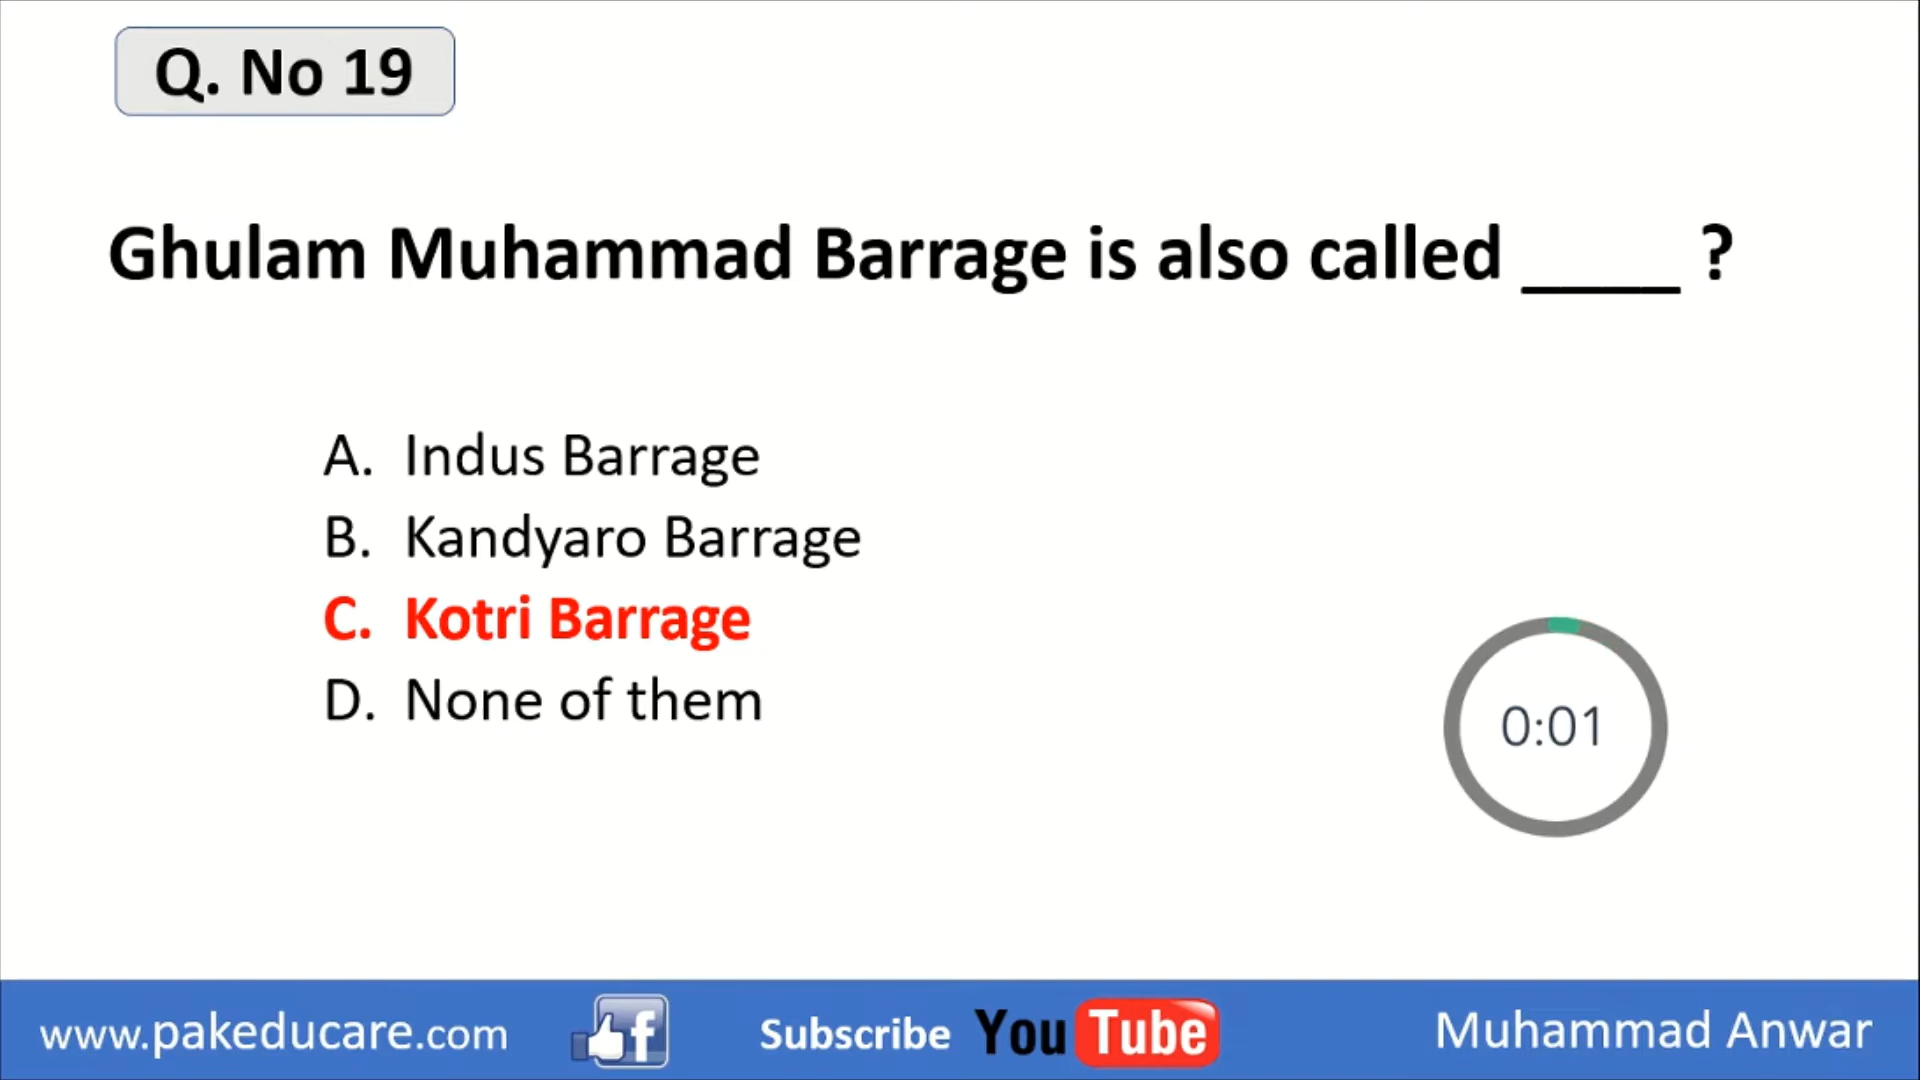 Q. No 19
Ghulam Muhammad Barrage is also called ____ ?
A. Indus Barrage
B. Kandyaro Barrage
C. Kotri Barrage
D. None of them
0:01
www.pakeducare.com f Subscribe YouTube Muhammad Anwar